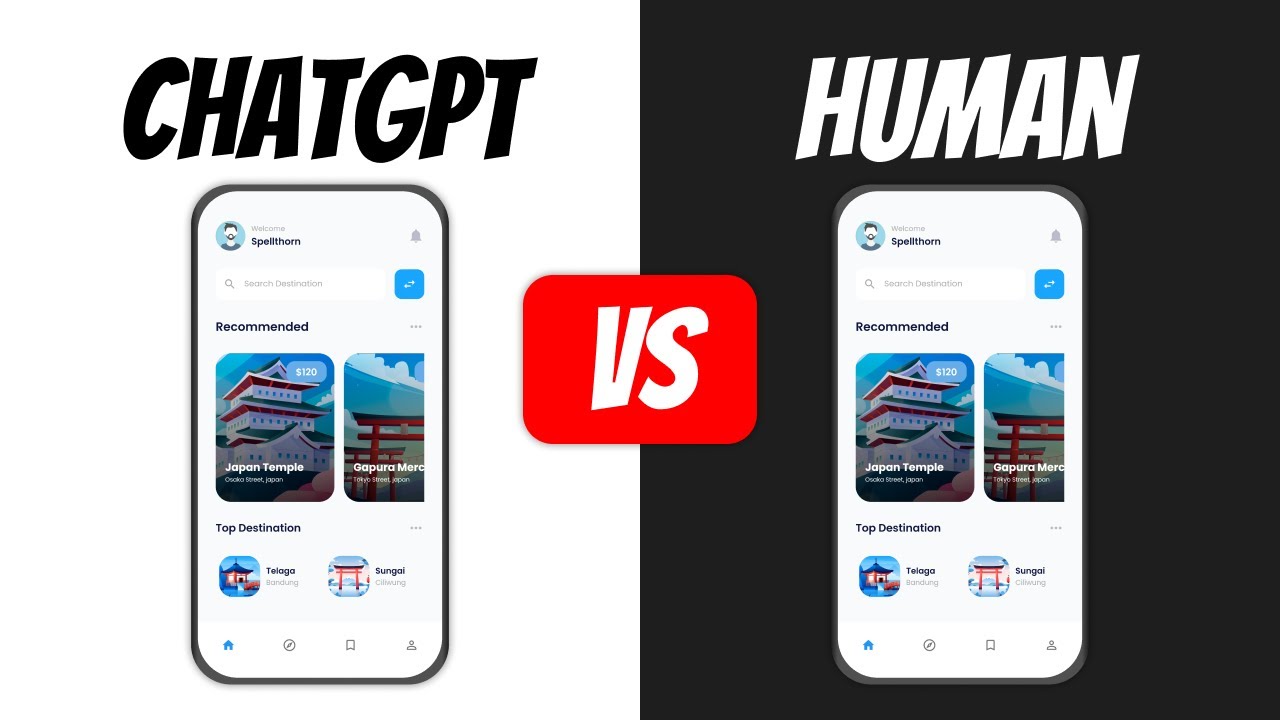 CHATGPT
HUMAN
VS
Welcome
Spellthorn
Search Destination
Recommended
$120
Japan Temple
Osaka Street, japan
Gapura Merc
Tokyo Street, japan
Top Destination
Telaga
Bandung
Sungai
Ciliwung
Welcome
Spellthorn
Search Destination
Recommended
$120
Japan Temple
Osaka Street, japan
Gapura Merc
Tokyo Street, japan
Top Destination
Telaga
Bandung
Sungai
Ciliwung